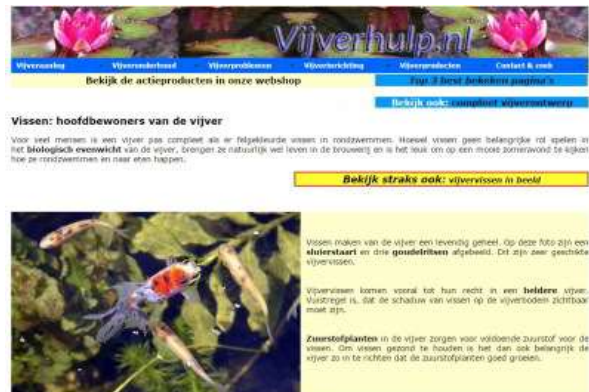 Vijverhulp.nl
Vijveraanleg Vijveronderhoud Vijverproblemen Vijverinrichting Vijverproducten Contact & zoek
Bekijk de actieproducten in onze webshop
Top 3 best bekeken pagina's
Bekijk ook: compleet vijverontwerp
Vissen: hoofdbewoners van de vijver
Voor veel mensen is een vijver pas compleet als er felgekleurde vissen in rondzwemmen. Hoewel vissen geen belangrijke rol spelen in
het biologisch evenwicht van de vijver, brengen ze natuurlijk wel leven in de brouwerij en is het leuk om op een mooie zomeravond te kijken
hoe ze rondzwemmen en naar eten happen.
Bekijk straks ook: vijvervissen in beeld
Vissen maken van de vijver een levendig geheel. Op deze foto zijn een
sluierstaart en drie goudelritsen afgebeeld. Dit zijn zeer geschikte
vijvervissen.
Vijvervissen komen vooral tot hun recht in een heldere vijver.
Vuistregel is, dat de schaduw van vissen op de vijverbodem zichtbaar
moet zijn.
Zuurstofplanten in de vijver zorgen voor voldoende zuurstof voor de
vissen. Om vissen gezond te houden is het dan ook belangrijk de
vijver zo in te richten dat de zuurstofplanten goed groeien.